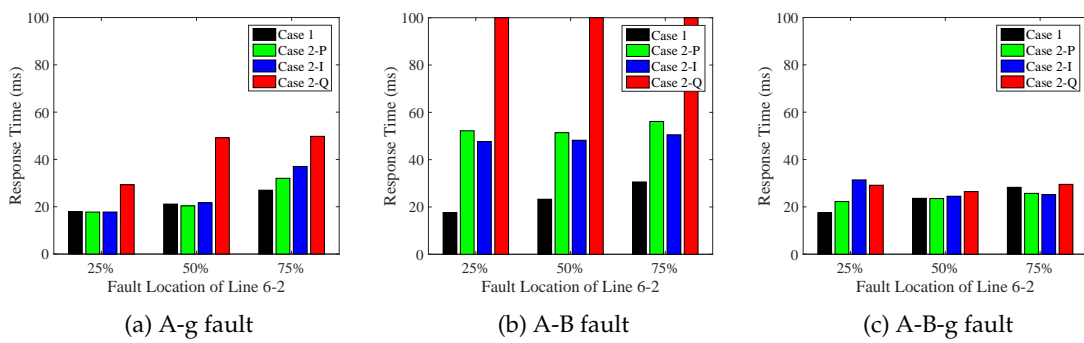 100
80
60
40
20
0
Response Time (ms)
Case 1
Case 2-P
Case 2-I
Case 2-Q
25%
50%
75%
Fault Location of Line 6-2
(a) A-g fault
100
80
60
40
20
0
Response Time (ms)
Case 1
Case 2-P
Case 2-I
Case 2-Q
25%
50%
75%
Fault Location of Line 6-2
(b) A-B fault
100
80
60
40
20
0
Response Time (ms)
Case 1
Case 2-P
Case 2-I
Case 2-Q
25%
50%
75%
Fault Location of Line 6-2
(c) A-B-g fault